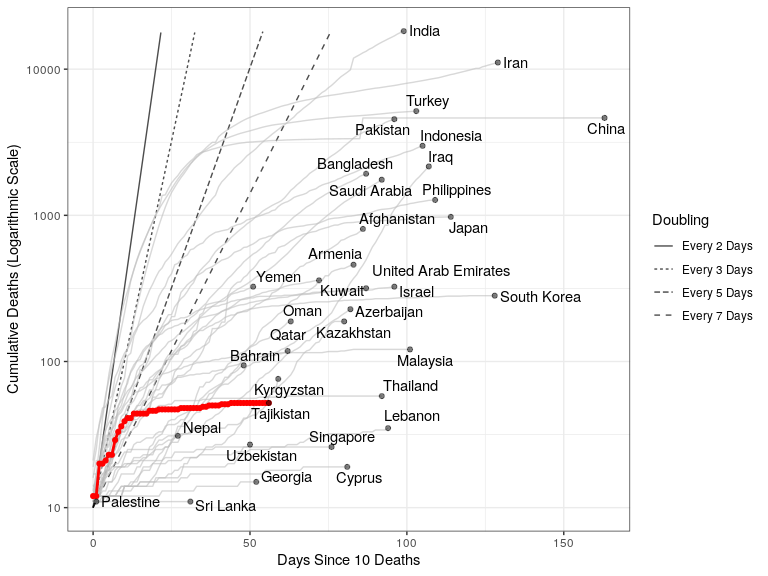 India
Iran
Turkey
Pakistan
China
Indonesia
Iraq
Bangladesh
Saudi Arabia
Philippines
Afghanistan
Japan
Armenia
Yemen
United Arab Emirates
Kuwait
Israel
South Korea
Oman
Azerbaijan
Qatar
Kazakhstan
Bahrain
Malaysia
Kyrgyzstan
Thailand
Tajikistan
Lebanon
Nepal
Singapore
Uzbekistan
Georgia
Cyprus
Palestine
Sri Lanka
10000
1000
100
10
0
50
100
150
Days Since 10 Deaths
Cumulative Deaths (Logarithmic Scale)
Doubling
Every 2 Days
Every 3 Days
Every 5 Days
Every 7 Days